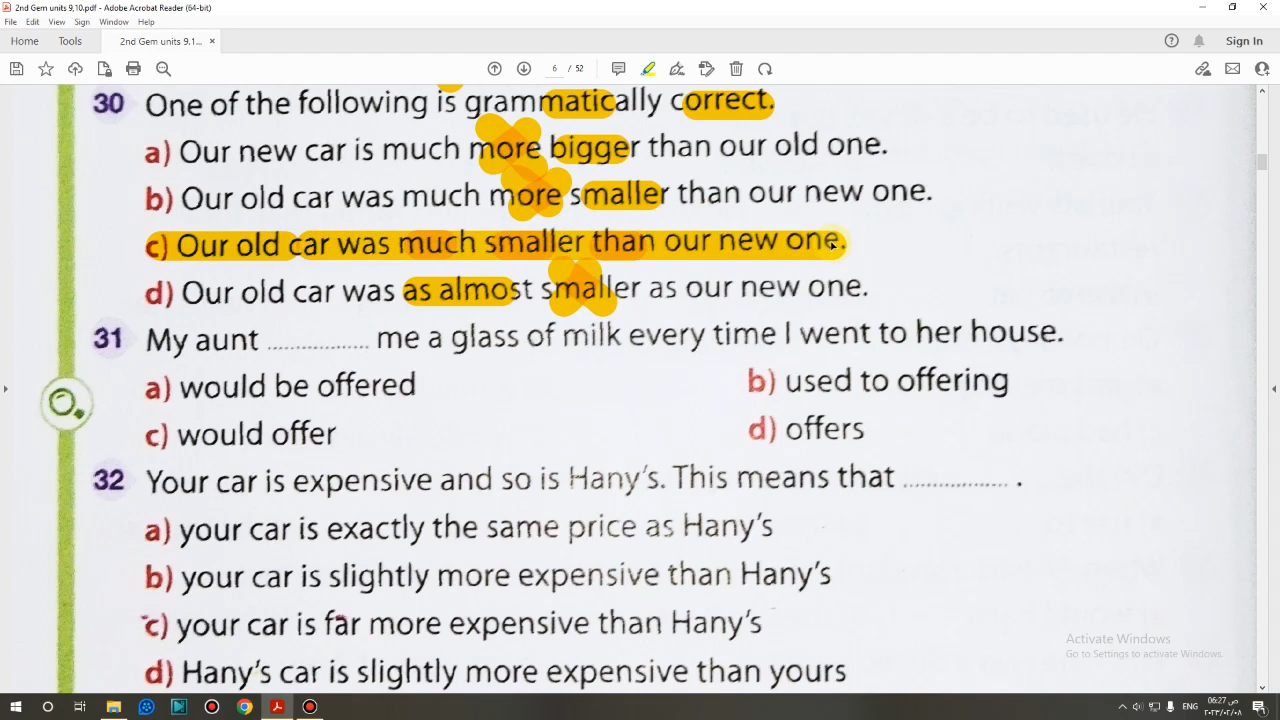 2nd Gem units 9,10.pdf - Adobe Acrobat Reader (64-bit)
File Edit View Sign Window Help
Home Tools 2nd Gem units 9,1... × Sign In
6 / 52
30 One of the following is grammatically correct.
a) Our new car is much more bigger than our old one.
b) Our old car was much more smaller than our new one.
c) Our old car was much smaller than our new one.
d) Our old car was as almost smaller as our new one.
31 My aunt .................. me a glass of milk every time I went to her house.
a) would be offered b) used to offering
c) would offer d) offers
32 Your car is expensive and so is Hany's. This means that .................. .
a) your car is exactly the same price as Hany's
b) your car is slightly more expensive than Hany's
c) your car is far more expensive than Hany's
d) Hany's car is slightly more expensive than yours
Activate Windows
Go to Settings to activate Windows.
ENG
06:27 ص
٢٠٢٣/٠٢/٠٨